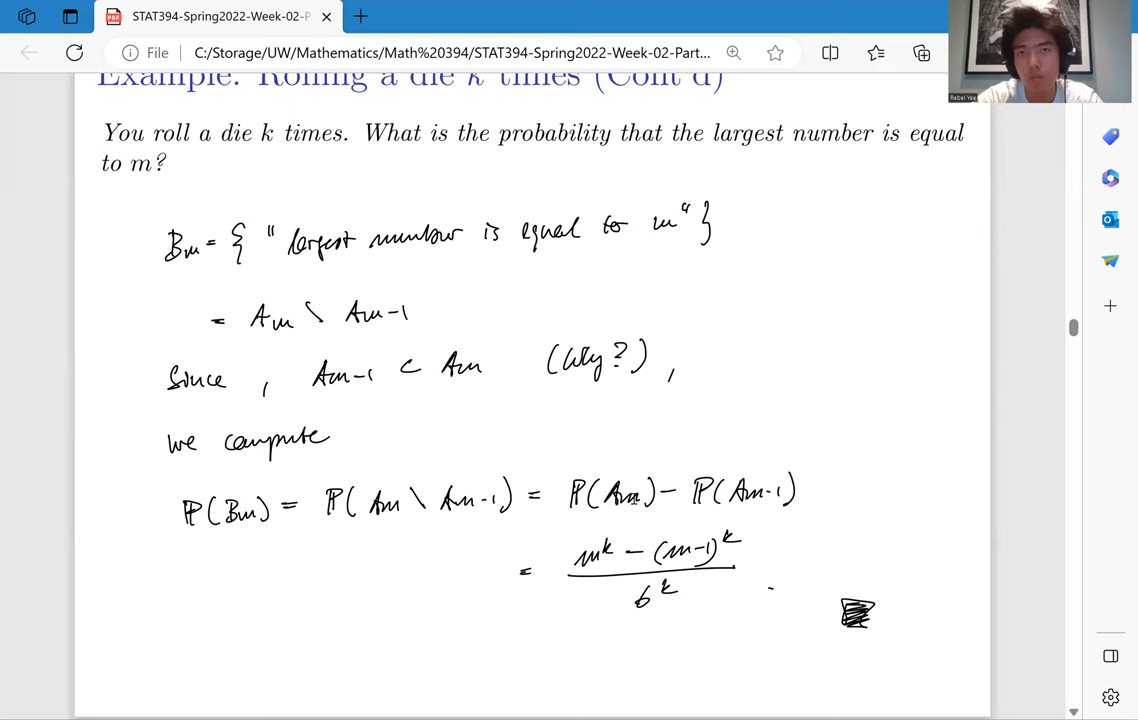 STAT394-Spring2022-Week-02-P
File C:/Storage/UW/Mathematics/Math%20394/STAT394-Spring2022-Week-02-Part...
Rebel Yee
Example: Rolling a die k times (Cont'd)
You roll a die k times. What is the probability that the largest number is equal
to m?
Bm = { " largest number is equal to m" }
= Am \ Am-1
Since , Am-1 ⊂ Am (Why?) ,
we compute
ℙ(Bm) = ℙ(Am \ Am-1) = ℙ(Am) - ℙ(Am-1)
= (m^k - (m-1)^k) / 6^k .